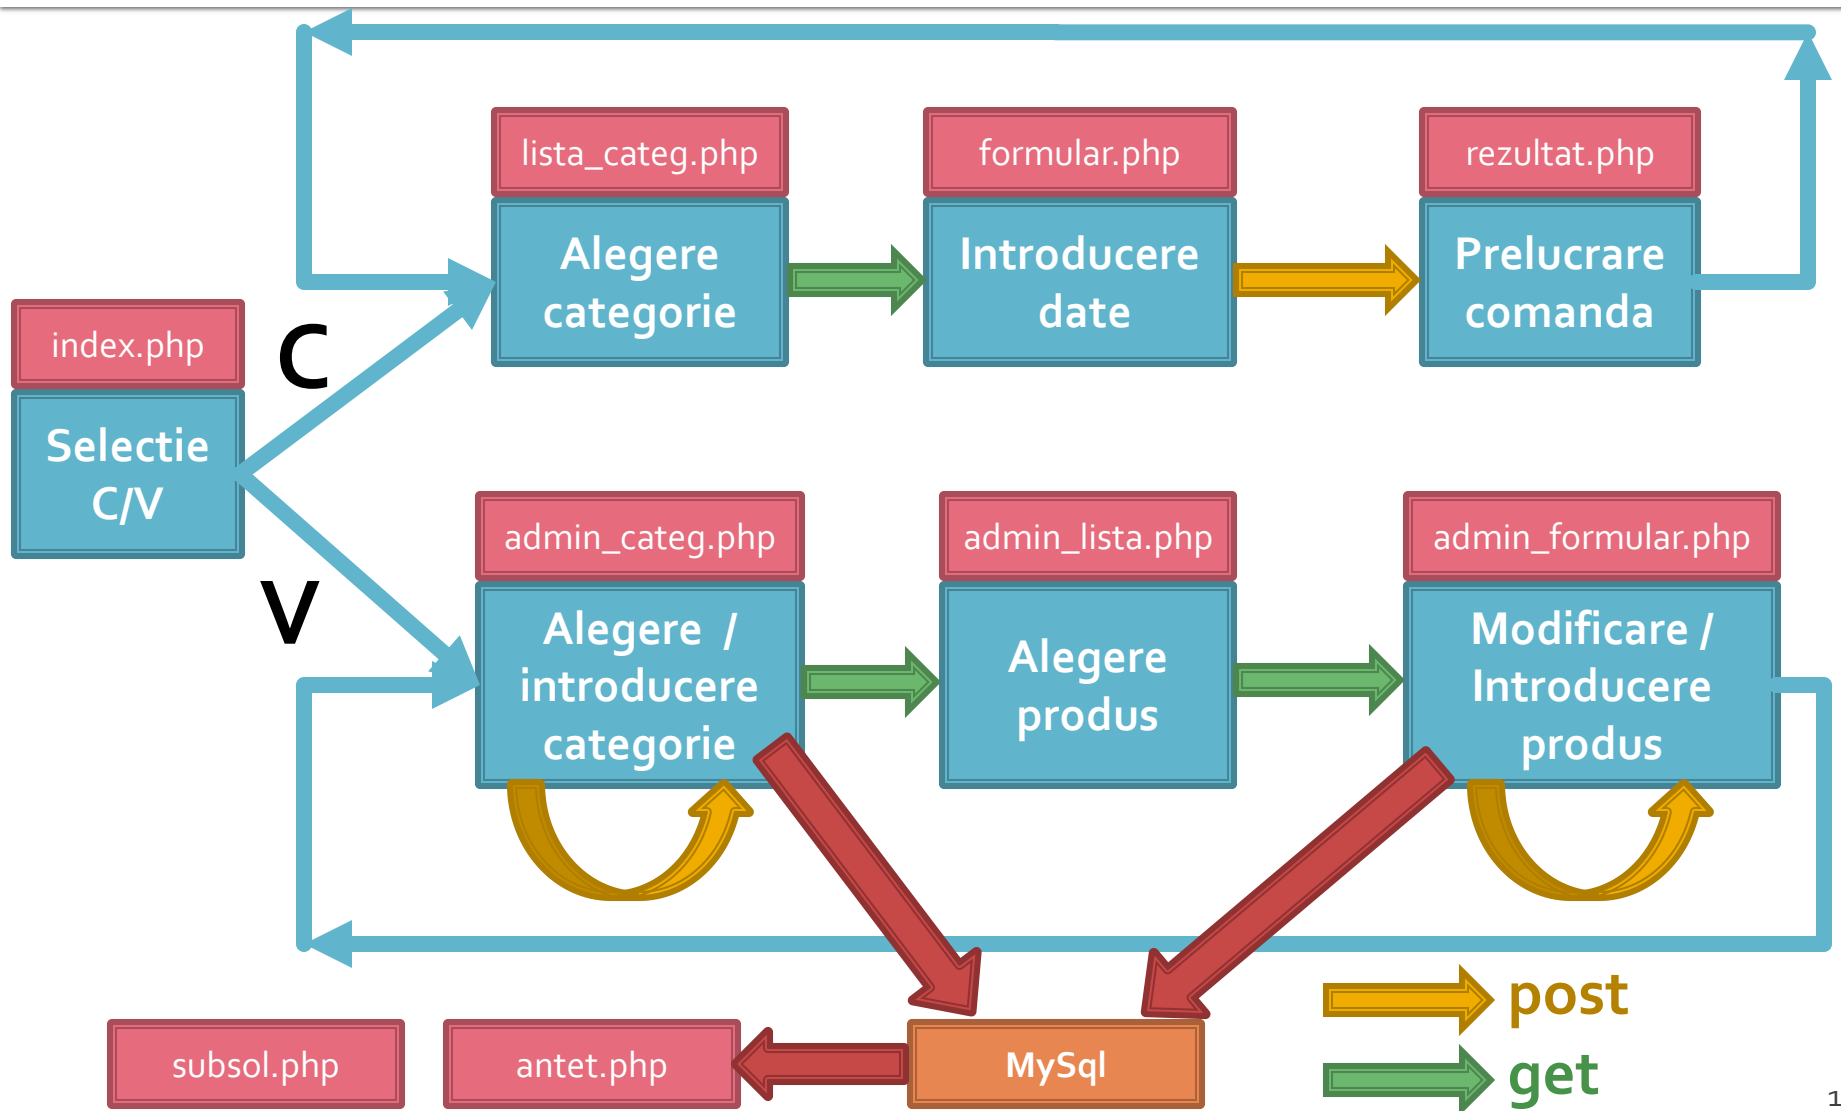 lista_categ.php
formular.php
rezultat.php
Alegere
categorie
Introducere
date
Prelucrare
comanda
index.php
C
Selectie
C/V
V
admin_categ.php
admin_lista.php
admin_formular.php
Alegere /
introducere
categorie
Alegere
produs
Modificare /
Introducere
produs
post
subsol.php
antet.php
MySql
get
1